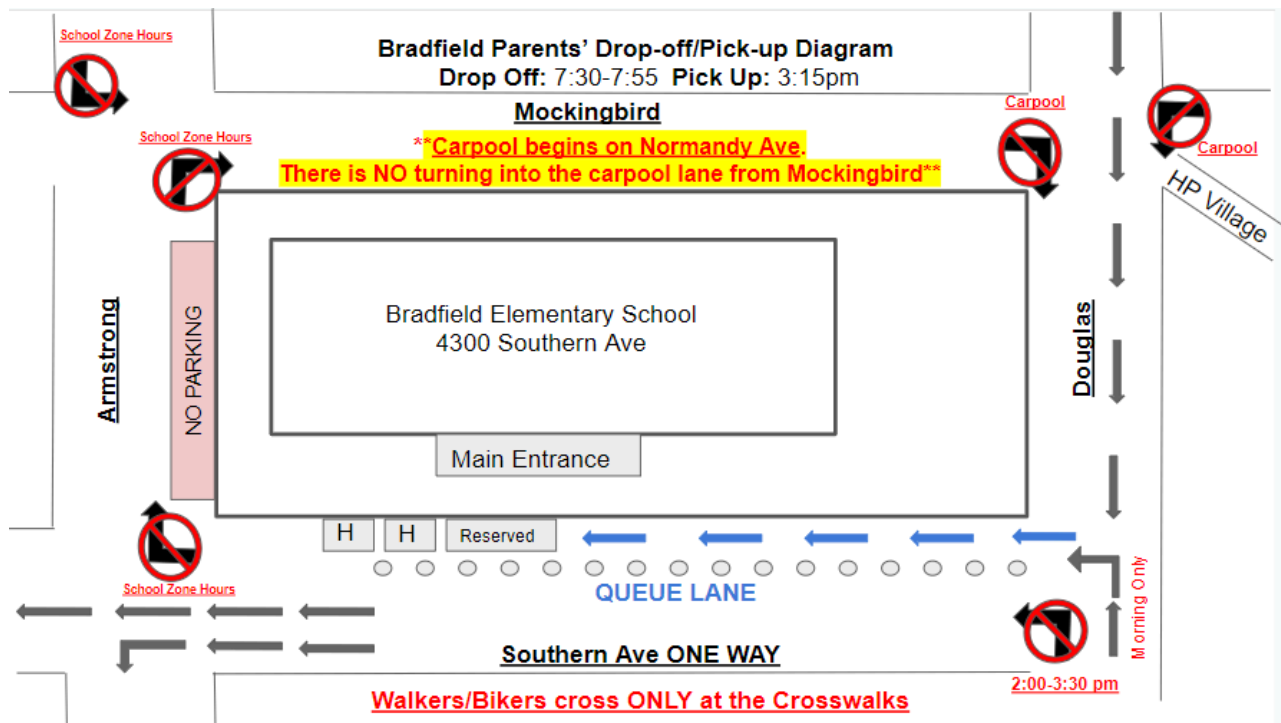 School Zone Hours
Bradfield Parents' Drop-off/Pick-up Diagram
Drop Off: 7:30-7:55 Pick Up: 3:15pm
Mockingbird
Carpool
Carpool
School Zone Hours
**Carpool begins on Normandy Ave.
There is NO turning into the carpool lane from Mockingbird**
HP Village
Armstrong
NO PARKING
Bradfield Elementary School
4300 Southern Ave
Douglas
Main Entrance
H
H
Reserved
School Zone Hours
QUEUE LANE
Morning Only
Southern Ave ONE WAY
2:00-3:30 pm
Walkers/Bikers cross ONLY at the Crosswalks